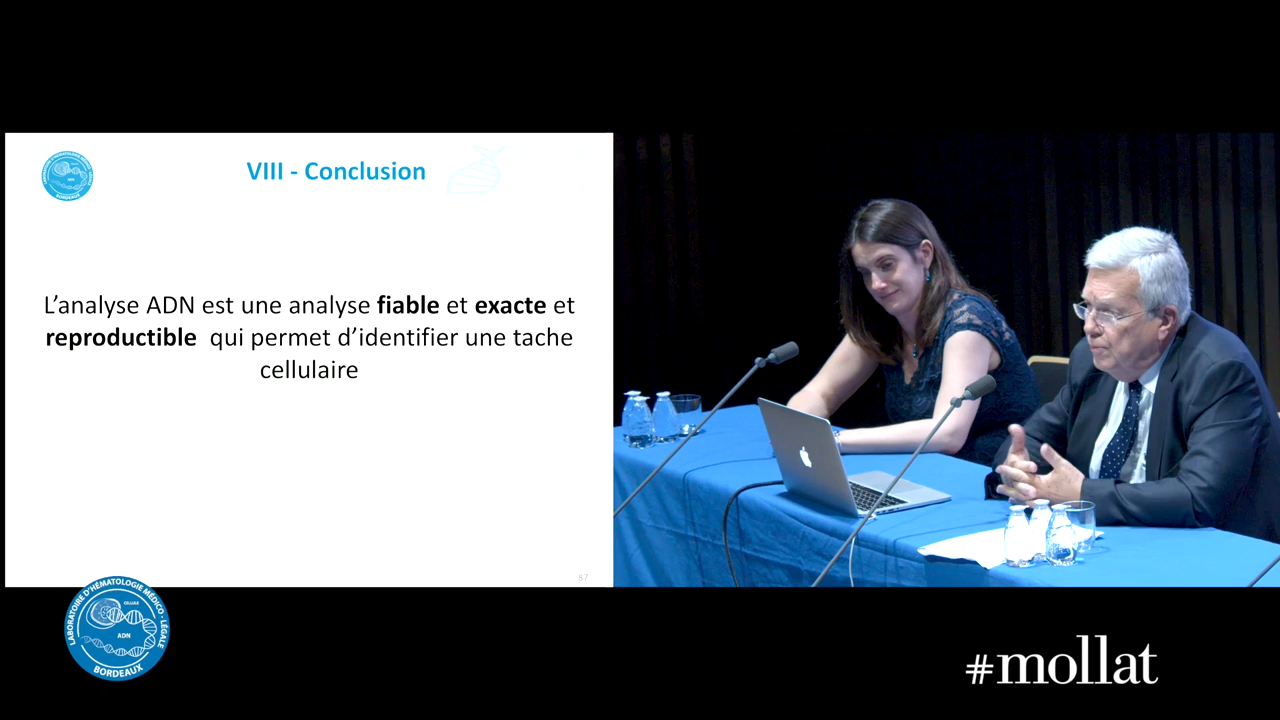 VIII - Conclusion
L’analyse ADN est une analyse fiable et exacte et
reproductible qui permet d’identifier une tache
cellulaire
87
LABORATOIRE D'HÉMATOLOGIE MÉDICO - LÉGALE
ADN
BORDEAUX
#mollat